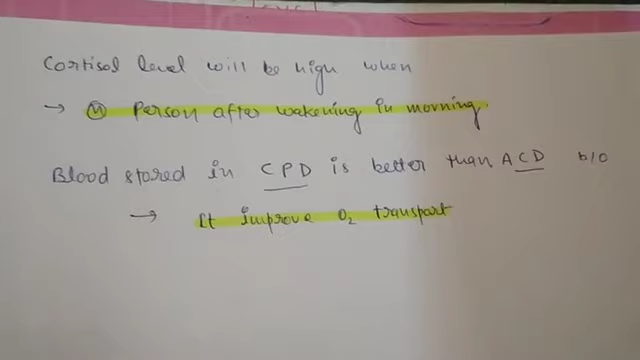 Cortisol level will be high when
→ (N) Person after wakening in morning.
Blood stored in CPD is better than ACD b/c
→ It improve O₂ transport